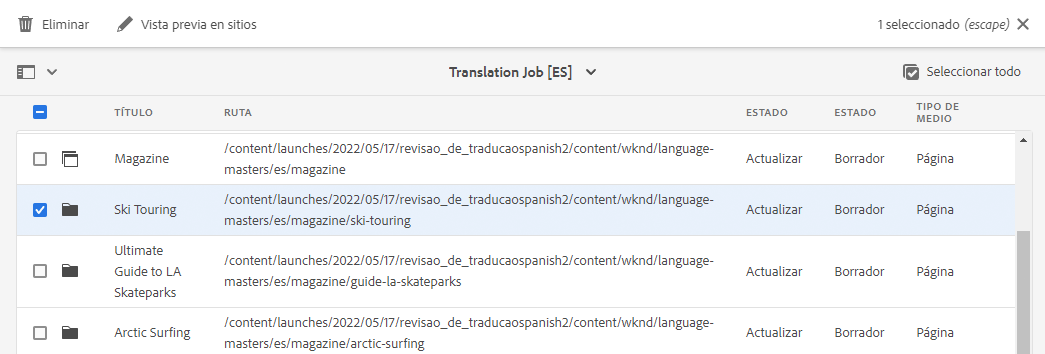 Eliminar Vista previa en sitios 1 seleccionado (escape)
Translation Job [ES] Seleccionar todo
TÍTULO RUTA ESTADO ESTADO TIPO DE MEDIO
Magazine /content/launches/2022/05/17/revisao_de_traducaospanish2/content/wknd/language-
masters/es/magazine Actualizar Borrador Página
Ski Touring /content/launches/2022/05/17/revisao_de_traducaospanish2/content/wknd/language-
masters/es/magazine/ski-touring Actualizar Borrador Página
Ultimate
Guide to LA
Skateparks
/content/launches/2022/05/17/revisao_de_traducaospanish2/content/wknd/language-
masters/es/magazine/guide-la-skateparks Actualizar Borrador Página
Arctic Surfing /content/launches/2022/05/17/revisao_de_traducaospanish2/content/wknd/language-
masters/es/magazine/arctic-surfing Actualizar Borrador Página